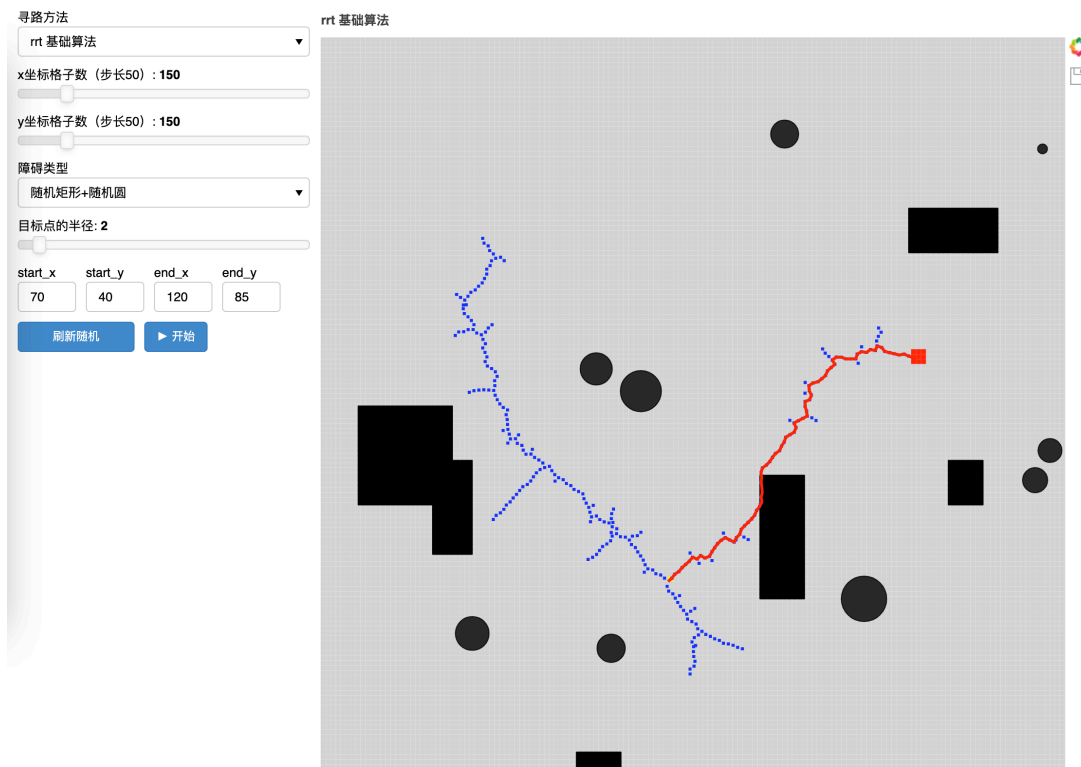 寻路方法
rrt 基础算法
x坐标格子数（步长50）: 150
y坐标格子数（步长50）: 150
障碍类型
随机矩形+随机圆
目标点的半径: 2
start_x start_y end_x end_y
70 40 120 85
刷新随机 ► 开始
rrt 基础算法